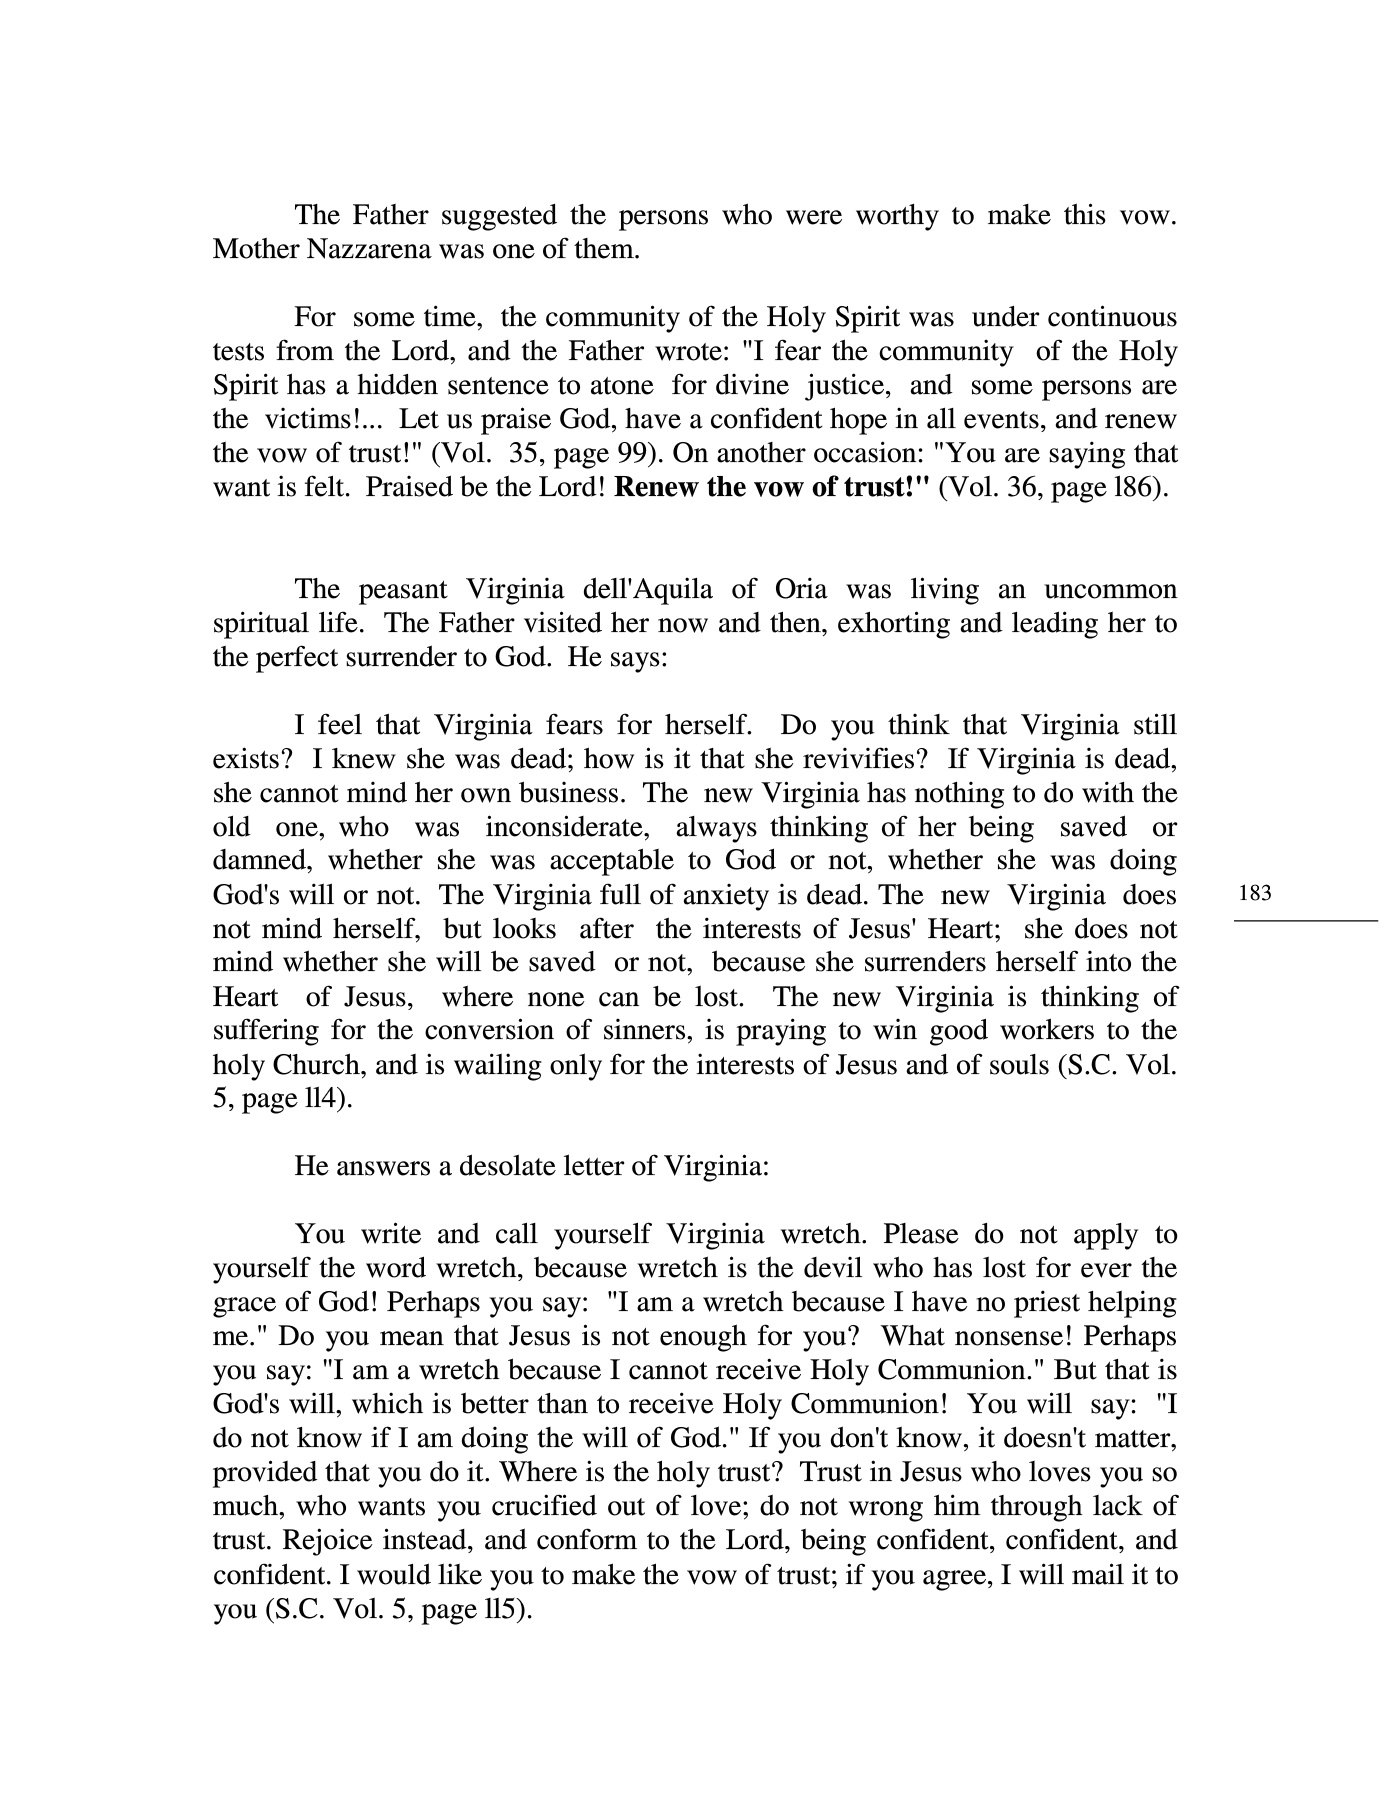 The Father suggested the persons who were worthy to make this vow.
Mother Nazzarena was one of them.
For some time, the community of the Holy Spirit was under continuous
tests from the Lord, and the Father wrote: "I fear the community of the Holy
Spirit has a hidden sentence to atone for divine justice, and some persons are
the victims!... Let us praise God, have a confident hope in all events, and renew
the vow of trust!" (Vol. 35, page 99). On another occasion: "You are saying that
want is felt. Praised be the Lord! Renew the vow of trust!" (Vol. 36, page l86).
The peasant Virginia dell'Aquila of Oria was living an uncommon
spiritual life. The Father visited her now and then, exhorting and leading her to
the perfect surrender to God. He says:
I feel that Virginia fears for herself. Do you think that Virginia still
exists? I knew she was dead; how is it that she revivifies? If Virginia is dead,
she cannot mind her own business. The new Virginia has nothing to do with the
old one, who was inconsiderate, always thinking of her being saved or
damned, whether she was acceptable to God or not, whether she was doing
God's will or not. The Virginia full of anxiety is dead. The new Virginia does
not mind herself, but looks after the interests of Jesus' Heart; she does not
mind whether she will be saved or not, because she surrenders herself into the
Heart of Jesus, where none can be lost. The new Virginia is thinking of
suffering for the conversion of sinners, is praying to win good workers to the
holy Church, and is wailing only for the interests of Jesus and of souls (S.C. Vol.
5, page ll4).
He answers a desolate letter of Virginia:
You write and call yourself Virginia wretch. Please do not apply to
yourself the word wretch, because wretch is the devil who has lost for ever the
grace of God! Perhaps you say: "I am a wretch because I have no priest helping
me." Do you mean that Jesus is not enough for you? What nonsense! Perhaps
you say: "I am a wretch because I cannot receive Holy Communion." But that is
God's will, which is better than to receive Holy Communion! You will say: "I
do not know if I am doing the will of God." If you don't know, it doesn't matter,
provided that you do it. Where is the holy trust? Trust in Jesus who loves you so
much, who wants you crucified out of love; do not wrong him through lack of
trust. Rejoice instead, and conform to the Lord, being confident, confident, and
confident. I would like you to make the vow of trust; if you agree, I will mail it to
you (S.C. Vol. 5, page ll5).
183